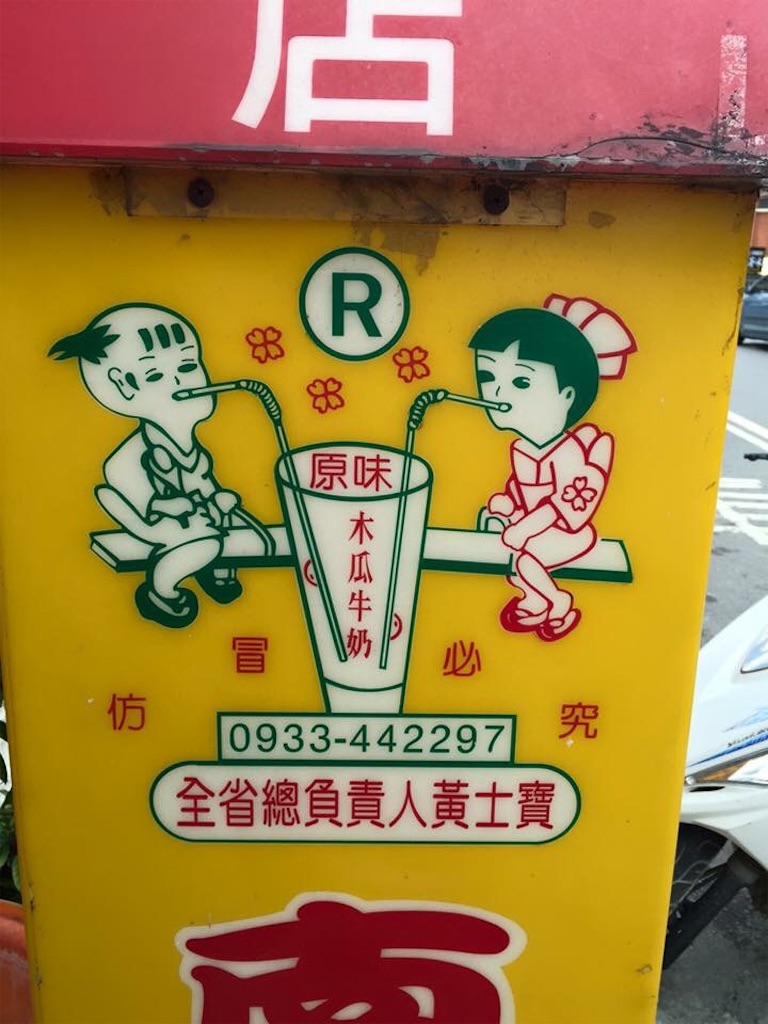 店
R
原味
木瓜牛奶
仿冒必究
0933-442297
全省總負責人黃士寶